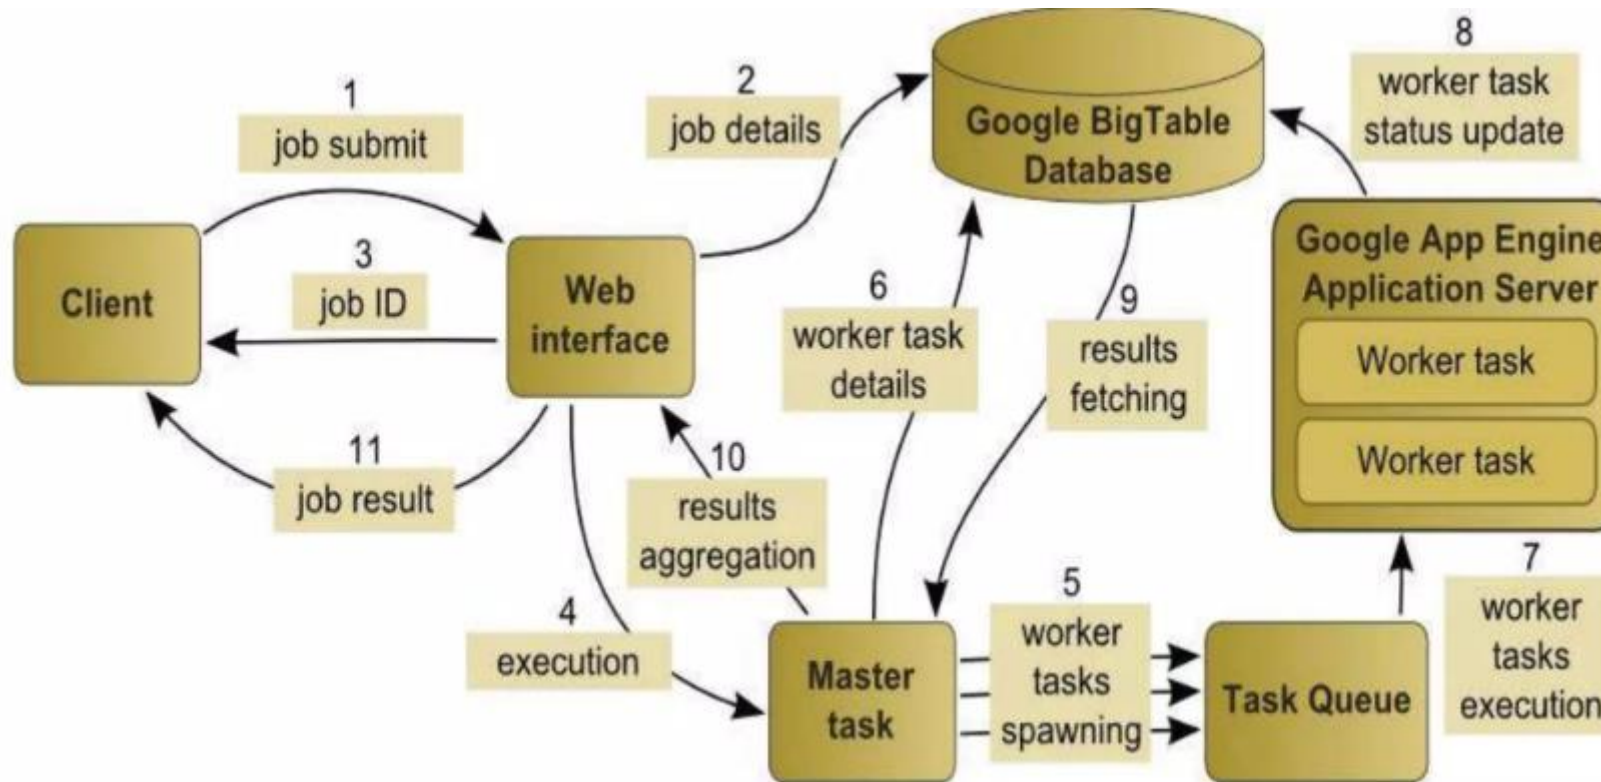 1
job submit
2
job details
Google BigTable
Database
8
worker task
status update
Client
3
job ID
Web
interface
6
worker task
details
9
results
fetching
Google App Engine
Application Server
Worker task
Worker task
11
job result
10
results
aggregation
4
execution
Master
task
5
worker
tasks
spawning
Task Queue
7
worker
tasks
execution